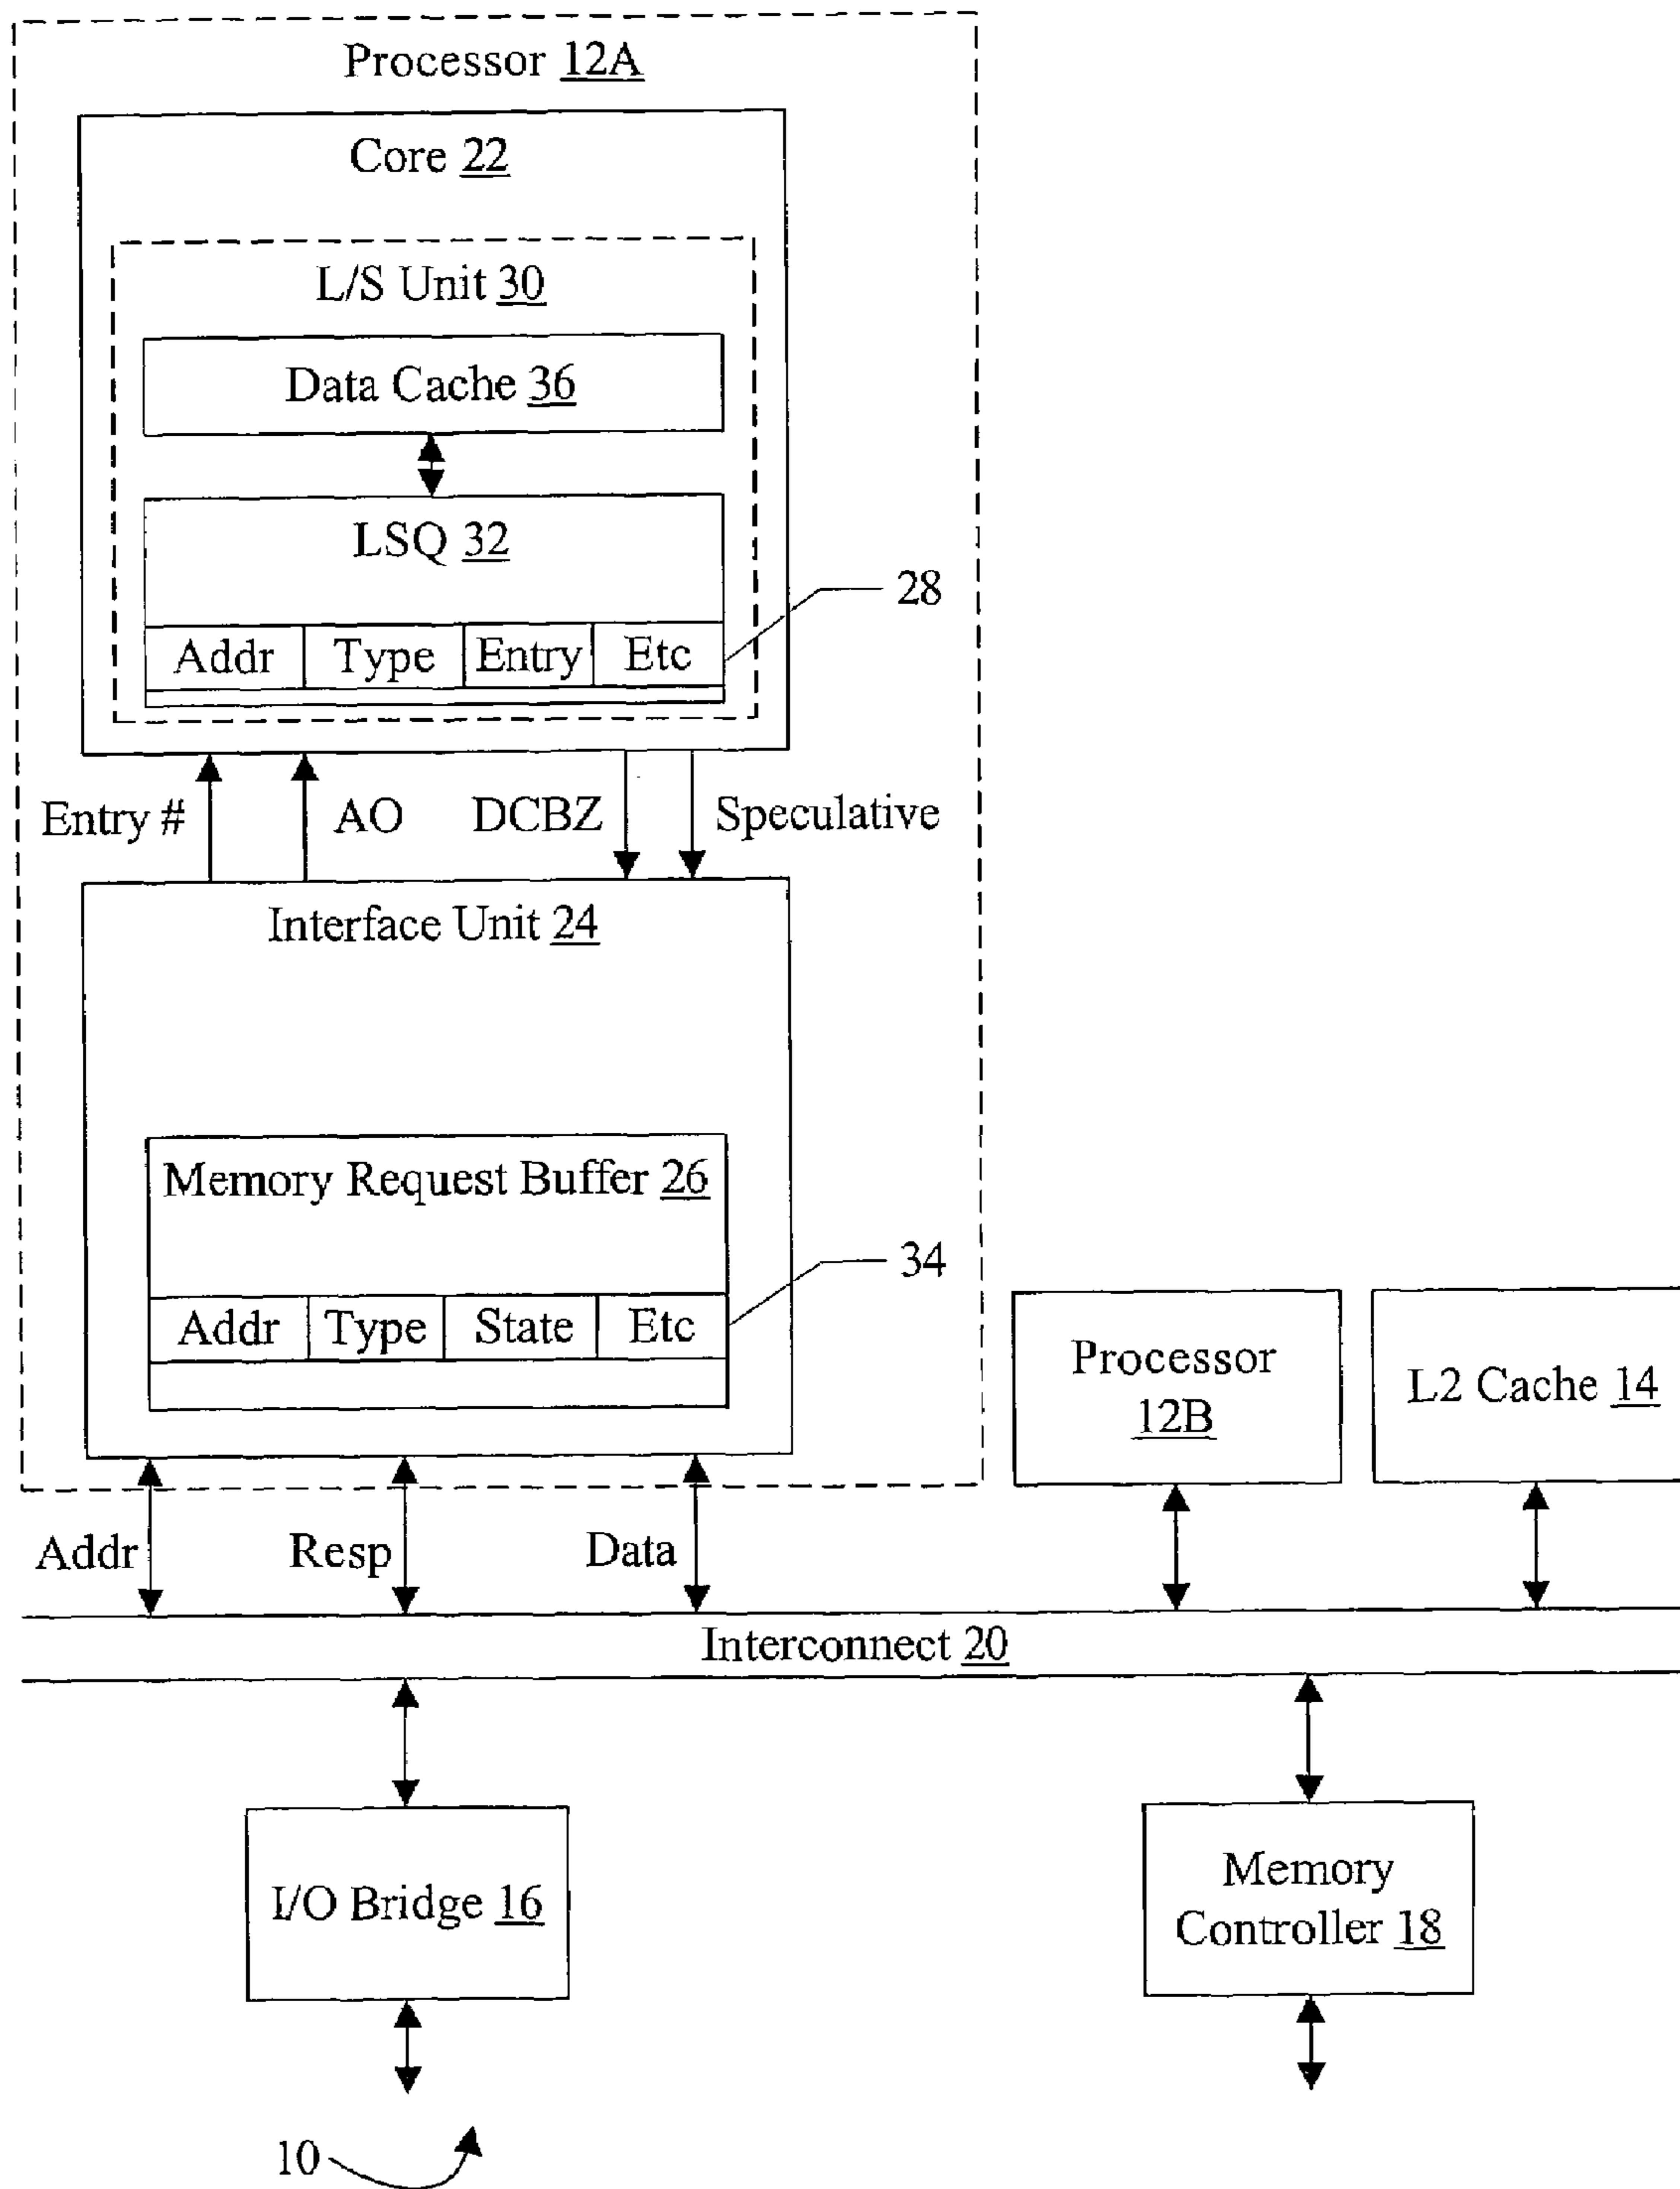 Processor 12A
Core 22
L/S Unit 30
Data Cache 36
LSQ 32
28
Addr Type Entry Etc
Entry # AO DCBZ Speculative
Interface Unit 24
Memory Request Buffer 26
34
Addr Type State Etc
Processor
12B
L2 Cache 14
Addr Resp Data
Interconnect 20
I/O Bridge 16
Memory
Controller 18
10